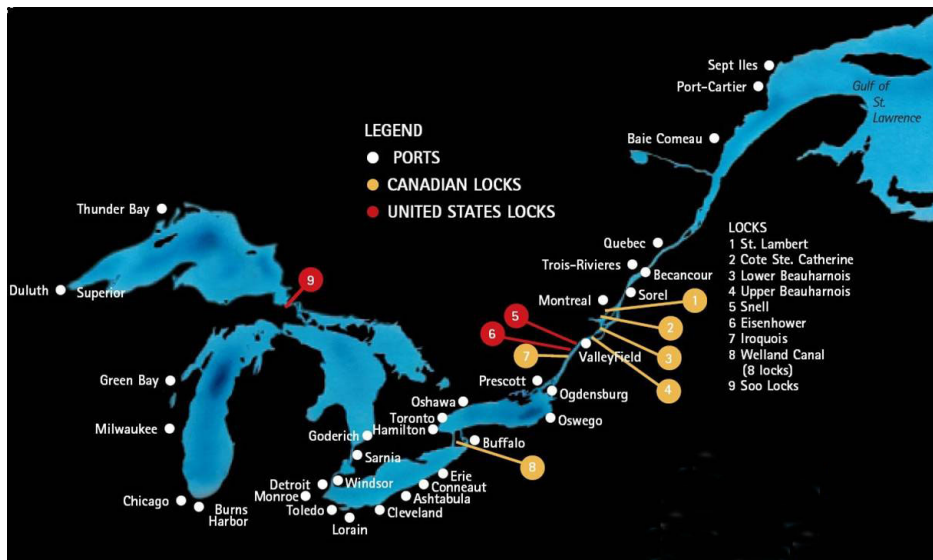 Sept Iles
Port-Cartier
Gulf of
St.
Lawrence
LEGEND
PORTS
CANADIAN LOCKS
UNITED STATES LOCKS
Baie Comeau
Thunder Bay
Quebec
Trois-Rivieres
Becancour
Duluth
Superior
9
Montreal
Sorel
1
5
2
6
7
ValleyField
3
4
LOCKS
1 St. Lambert
2 Cote Ste. Catherine
3 Lower Beauharnois
4 Upper Beauharnois
5 Snell
6 Eisenhower
7 Iroquois
8 Welland Canal
(8 locks)
9 Soo Locks
Green Bay
Prescott
Ogdensburg
Oshawa
Milwaukee
Toronto
Hamilton
Oswego
Goderich
Buffalo
Sarnia
8
Detroit
Windsor
Erie
Monroe
Conneaut
Chicago
Burns
Harbor
Ashtabula
Toledo
Cleveland
Lorain